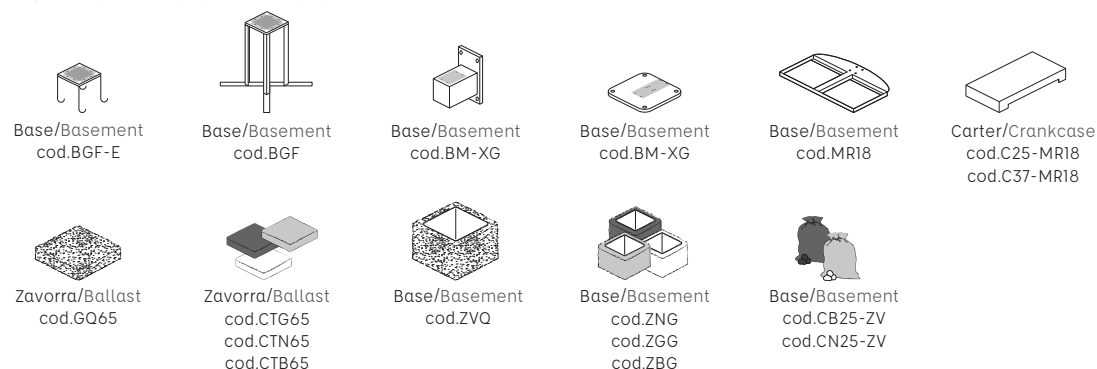 Base/Basement
cod.BGF-E
Base/Basement
cod.BGF
Base/Basement
cod.BM-XG
Base/Basement
cod.BM-XG
Base/Basement
cod.MR18
Carter/Crankcase
cod.C25-MR18
cod.C37-MR18
Zavorra/Ballast
cod.GQ65
Zavorra/Ballast
cod.CTG65
cod.CTN65
cod.CTB65
Base/Basement
cod.ZVQ
Base/Basement
cod.ZNG
cod.ZGG
cod.ZBG
Base/Basement
cod.CB25-ZV
cod.CN25-ZV